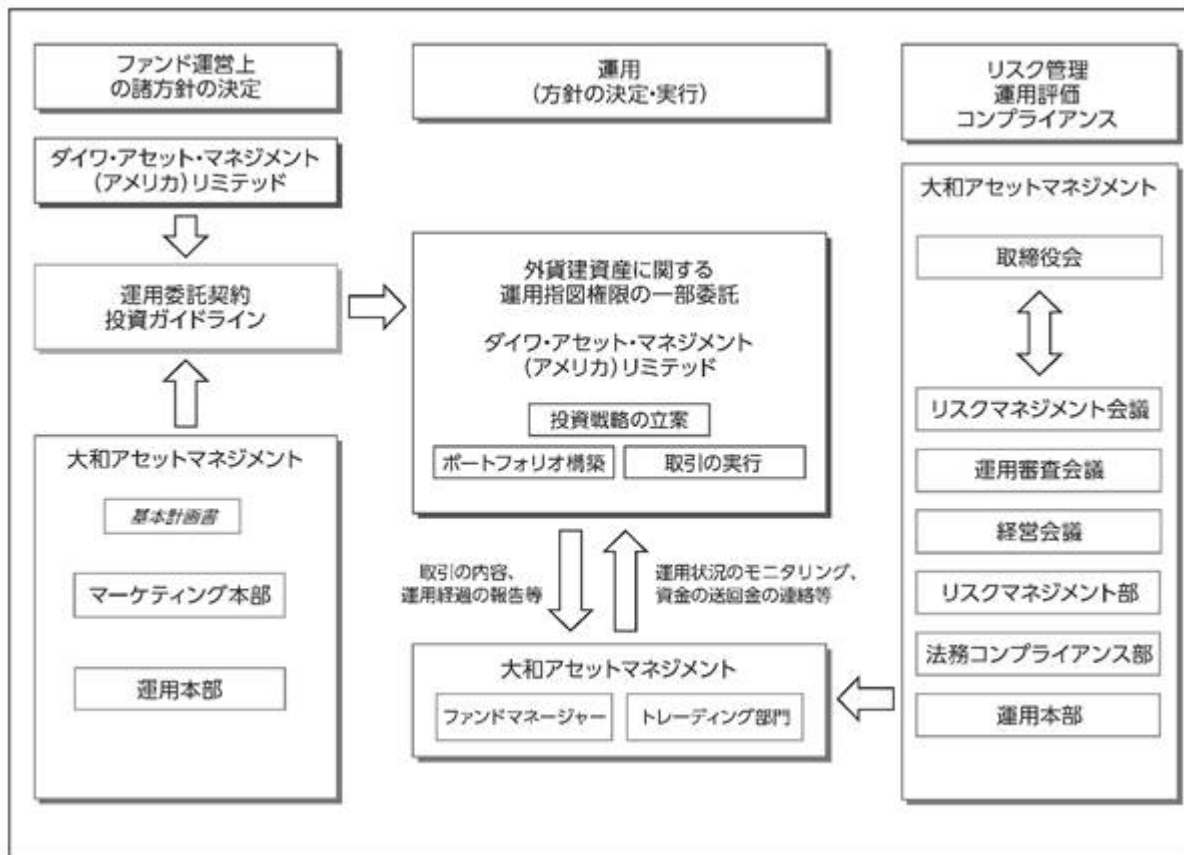 ファンド運営上
の諸方針の決定
ダイワ・アセット・マネジメント
(アメリカ)リミテッド
運用委託契約
投資ガイドライン
大和アセットマネジメント
基本計画書
マーケティング本部
運用本部
運用
(方針の決定・実行)
外貨建資産に関する
運用指図権限の一部委託
ダイワ・アセット・マネジメント
(アメリカ)リミテッド
投資戦略の立案
ポートフォリオ構築
取引の実行
取引の内容、
運用経過の報告等
運用状況のモニタリング、
資金の送回金の連絡等
大和アセットマネジメント
ファンドマネージャー
トレーディング部門
リスク管理
運用評価
コンプライアンス
大和アセットマネジメント
取締役会
リスクマネジメント会議
運用審査会議
経営会議
リスクマネジメント部
法務コンプライアンス部
運用本部